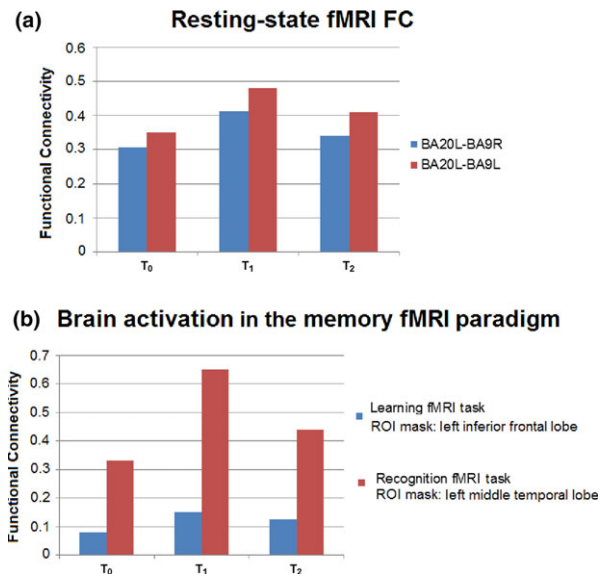 (a) Resting-state fMRI FC
Functional Connectivity
0.6
0.5
0.4
0.3
0.2
0.1
0
T₀ T₁ T₂
BA20L-BA9R
BA20L-BA9L
(b) Brain activation in the memory fMRI paradigm
Functional Connectivity
0.7
0.6
0.5
0.4
0.3
0.2
0.1
0
T₀ T₁ T₂
Learning fMRI task
ROI mask: left inferior frontal lobe
Recognition fMRI task
ROI mask: left middle temporal lobe